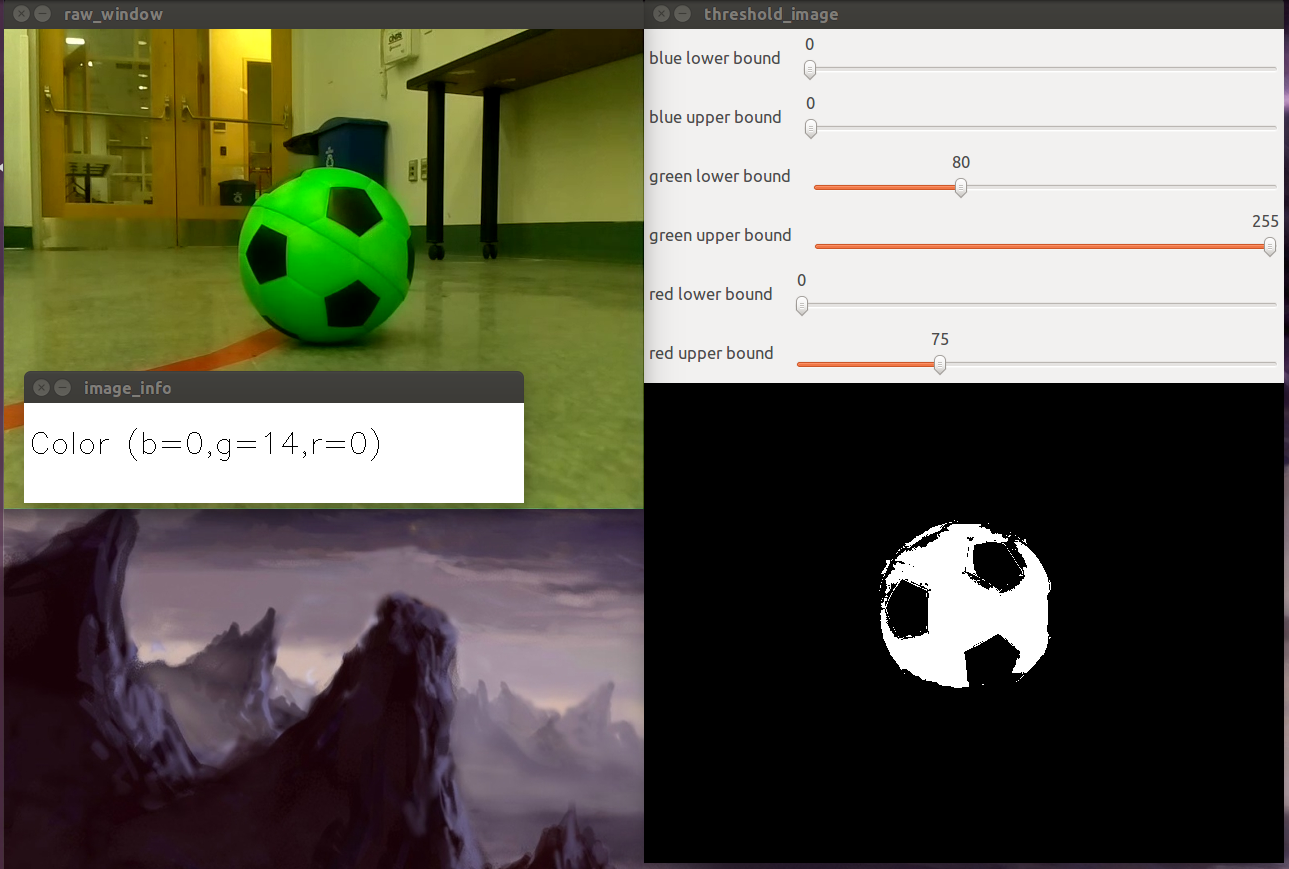 raw_window
image_info
Color (b=0,g=14,r=0)
threshold_image
0
blue lower bound
0
blue upper bound
80
green lower bound
255
green upper bound
0
red lower bound
75
red upper bound